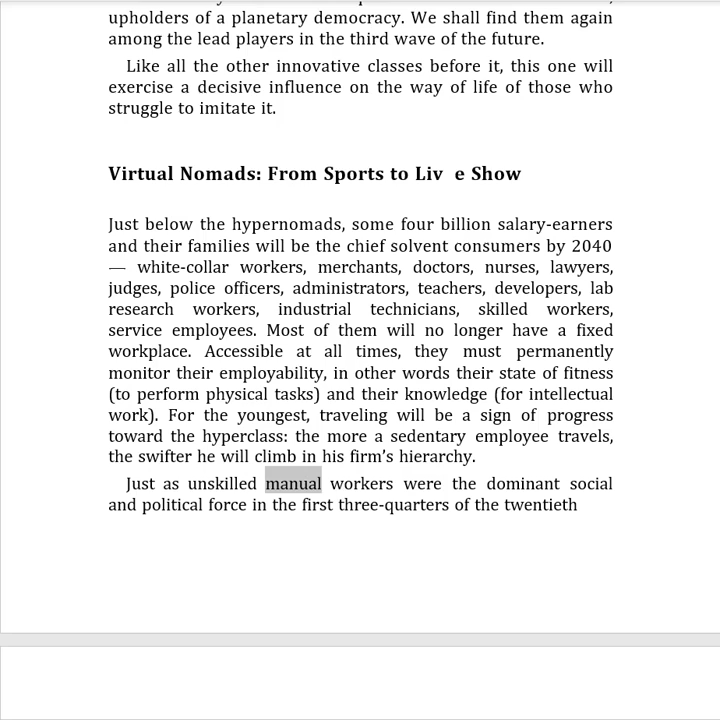 upholders of a planetary democracy. We shall find them again
among the lead players in the third wave of the future.
Like all the other innovative classes before it, this one will
exercise a decisive influence on the way of life of those who
struggle to imitate it.
Virtual Nomads: From Sports to Liv e Show
Just below the hypernomads, some four billion salary-earners
and their families will be the chief solvent consumers by 2040
— white-collar workers, merchants, doctors, nurses, lawyers,
judges, police officers, administrators, teachers, developers, lab
research workers, industrial technicians, skilled workers,
service employees. Most of them will no longer have a fixed
workplace. Accessible at all times, they must permanently
monitor their employability, in other words their state of fitness
(to perform physical tasks) and their knowledge (for intellectual
work). For the youngest, traveling will be a sign of progress
toward the hyperclass: the more a sedentary employee travels,
the swifter he will climb in his firm’s hierarchy.
Just as unskilled manual workers were the dominant social
and political force in the first three-quarters of the twentieth